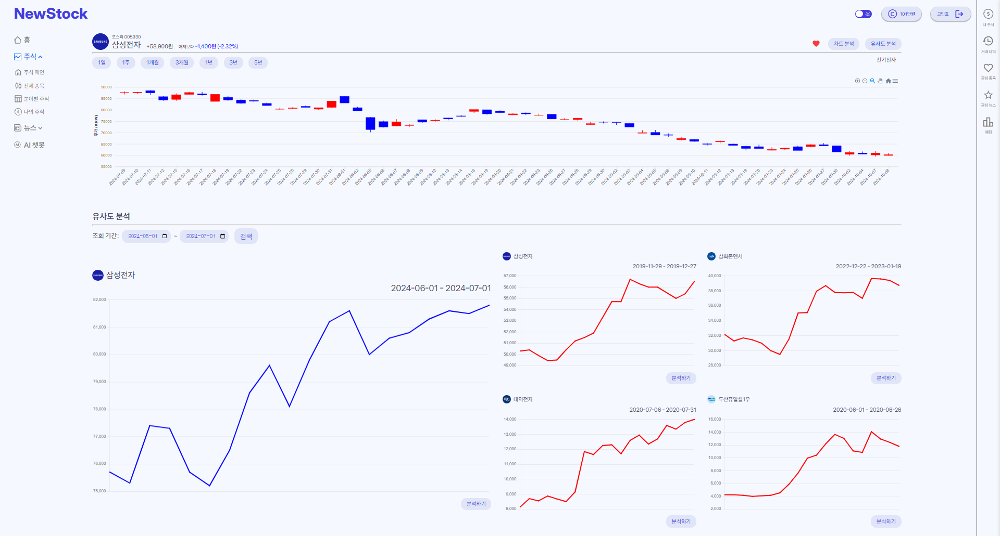 NewStock
101만원
고민호
홈
주식
주식 메인
전체 종목
분야별 주식
나의 주식
뉴스
AI 챗봇
내 주식
거래 내역
관심 종목
관심 뉴스
랭킹
SAMSUNG
코스피 005930
삼성전자
+58,900원
어제보다 -1,400원 (-2.32%)
차트 분석
유사도 분석
1일 1주 1개월 3개월 1년 3년 5년
전기전자
주가 (KRW)
90000
85000
80000
75000
70000
65000
60000
55000
2024-07-09 2024-07-10 2024-07-11 2024-07-12 2024-07-15 2024-07-16 2024-07-17 2024-07-18 2024-07-19 2024-07-22 2024-07-23 2024-07-24 2024-07-25 2024-07-26 2024-07-29 2024-07-30 2024-07-31 2024-08-01 2024-08-02 2024-08-05 2024-08-06 2024-08-07 2024-08-08 2024-08-09 2024-08-12 2024-08-13 2024-08-14 2024-08-16 2024-08-19 2024-08-20 2024-08-21 2024-08-22 2024-08-23 2024-08-26 2024-08-27 2024-08-28 2024-08-29 2024-08-30 2024-09-02 2024-09-03 2024-09-04 2024-09-05 2024-09-06 2024-09-09 2024-09-10 2024-09-11 2024-09-12 2024-09-13 2024-09-19 2024-09-20 2024-09-23 2024-09-24 2024-09-25 2024-09-26 2024-09-27 2024-09-30 2024-10-02 2024-10-04 2024-10-07 2024-10-08
유사도 분석
조회 기간: 2024-06-01 ~ 2024-07-01 검색
삼성전자
2024-06-01 - 2024-07-01
82,000
81,000
80,000
79,000
78,000
77,000
76,000
75,000
분석하기
삼성전자
2019-11-29 - 2019-12-27
57,000
56,000
55,000
54,000
53,000
52,000
51,000
50,000
49,000
분석하기
삼화콘덴서
2022-12-22 - 2023-01-19
40,000
38,000
36,000
34,000
32,000
30,000
28,000
분석하기
대덕전자
2020-07-06 - 2020-07-31
14,000
13,000
12,000
11,000
10,000
9,000
8,000
분석하기
두산퓨얼셀1우
2020-06-01 - 2020-06-26
16,000
14,000
12,000
10,000
8,000
6,000
4,000
2,000
분석하기